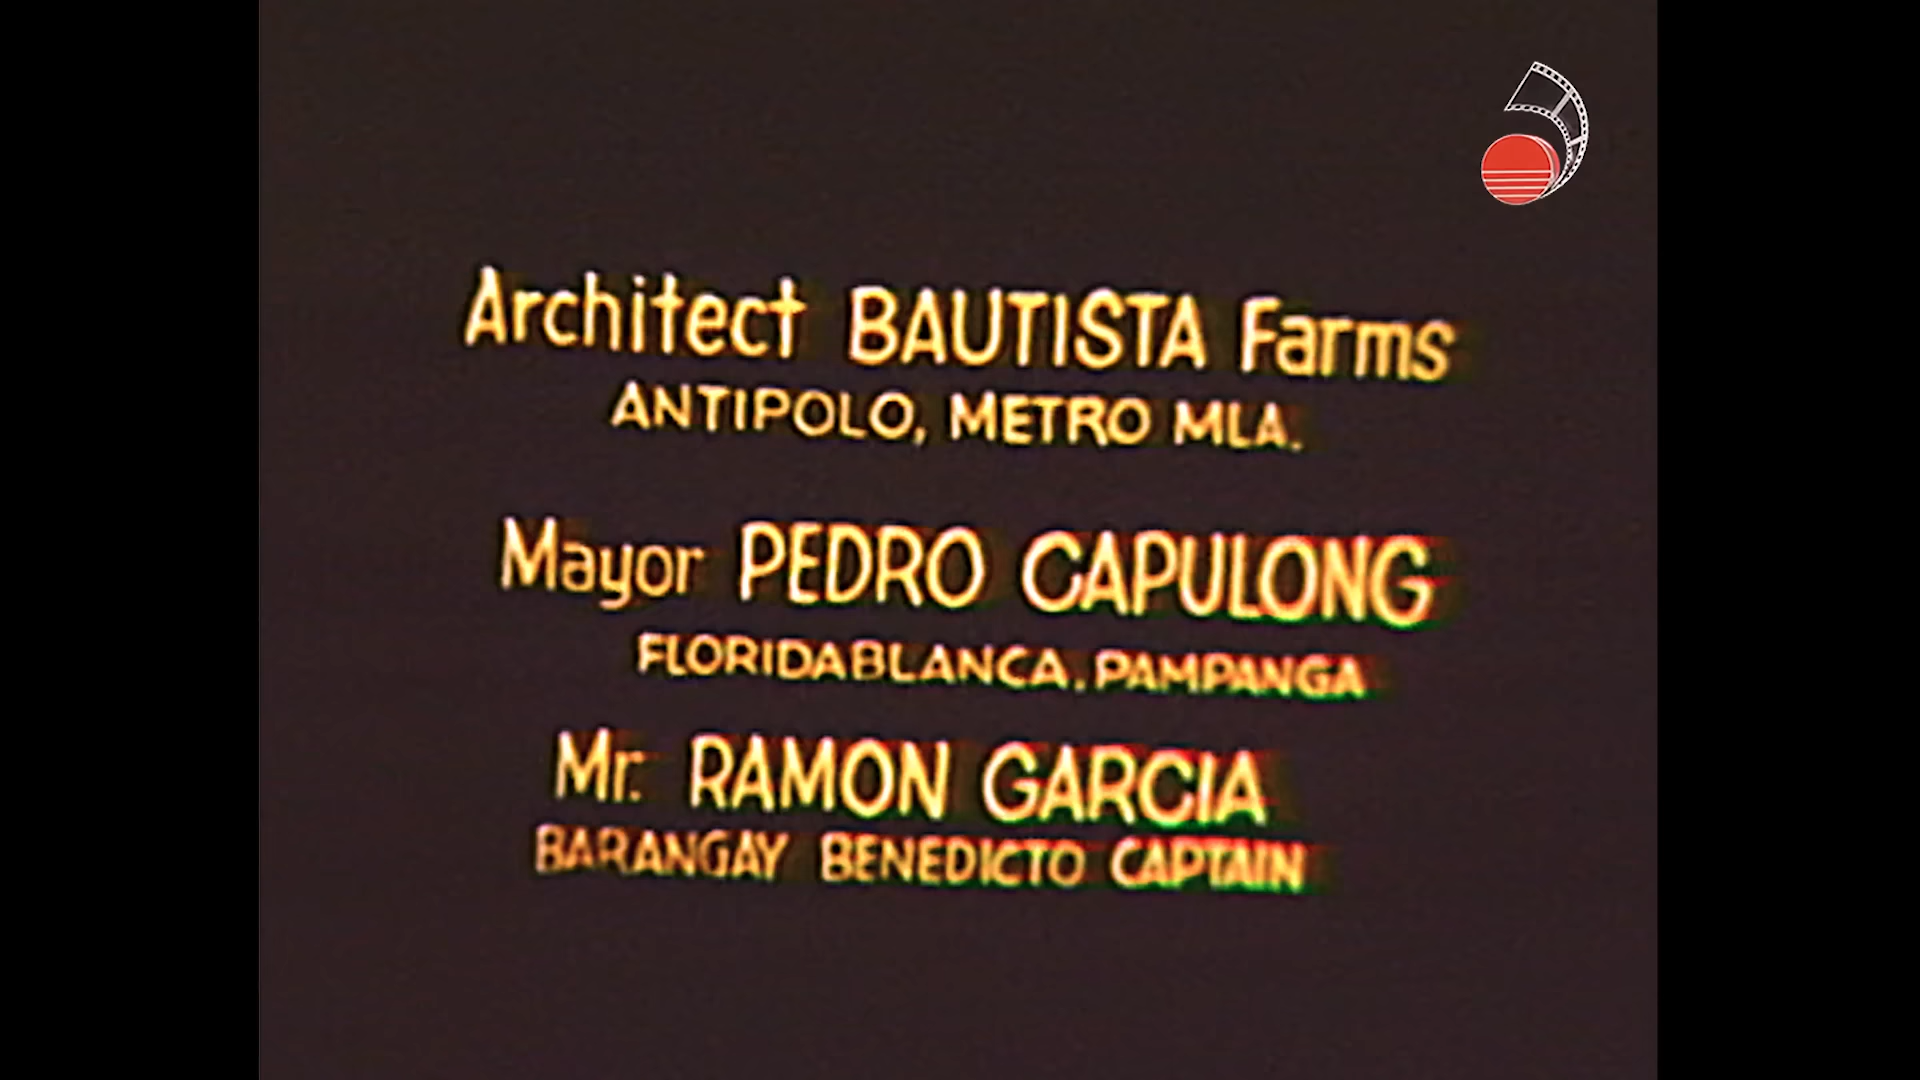 Architect BAUTISTA Farms
ANTIPOLO, METRO MLA.
Mayor PEDRO CAPULONG
FLORIDABLANCA, PAMPANGA
Mr. RAMON GARCIA
BARANGAY BENEDICTO CAPTAIN